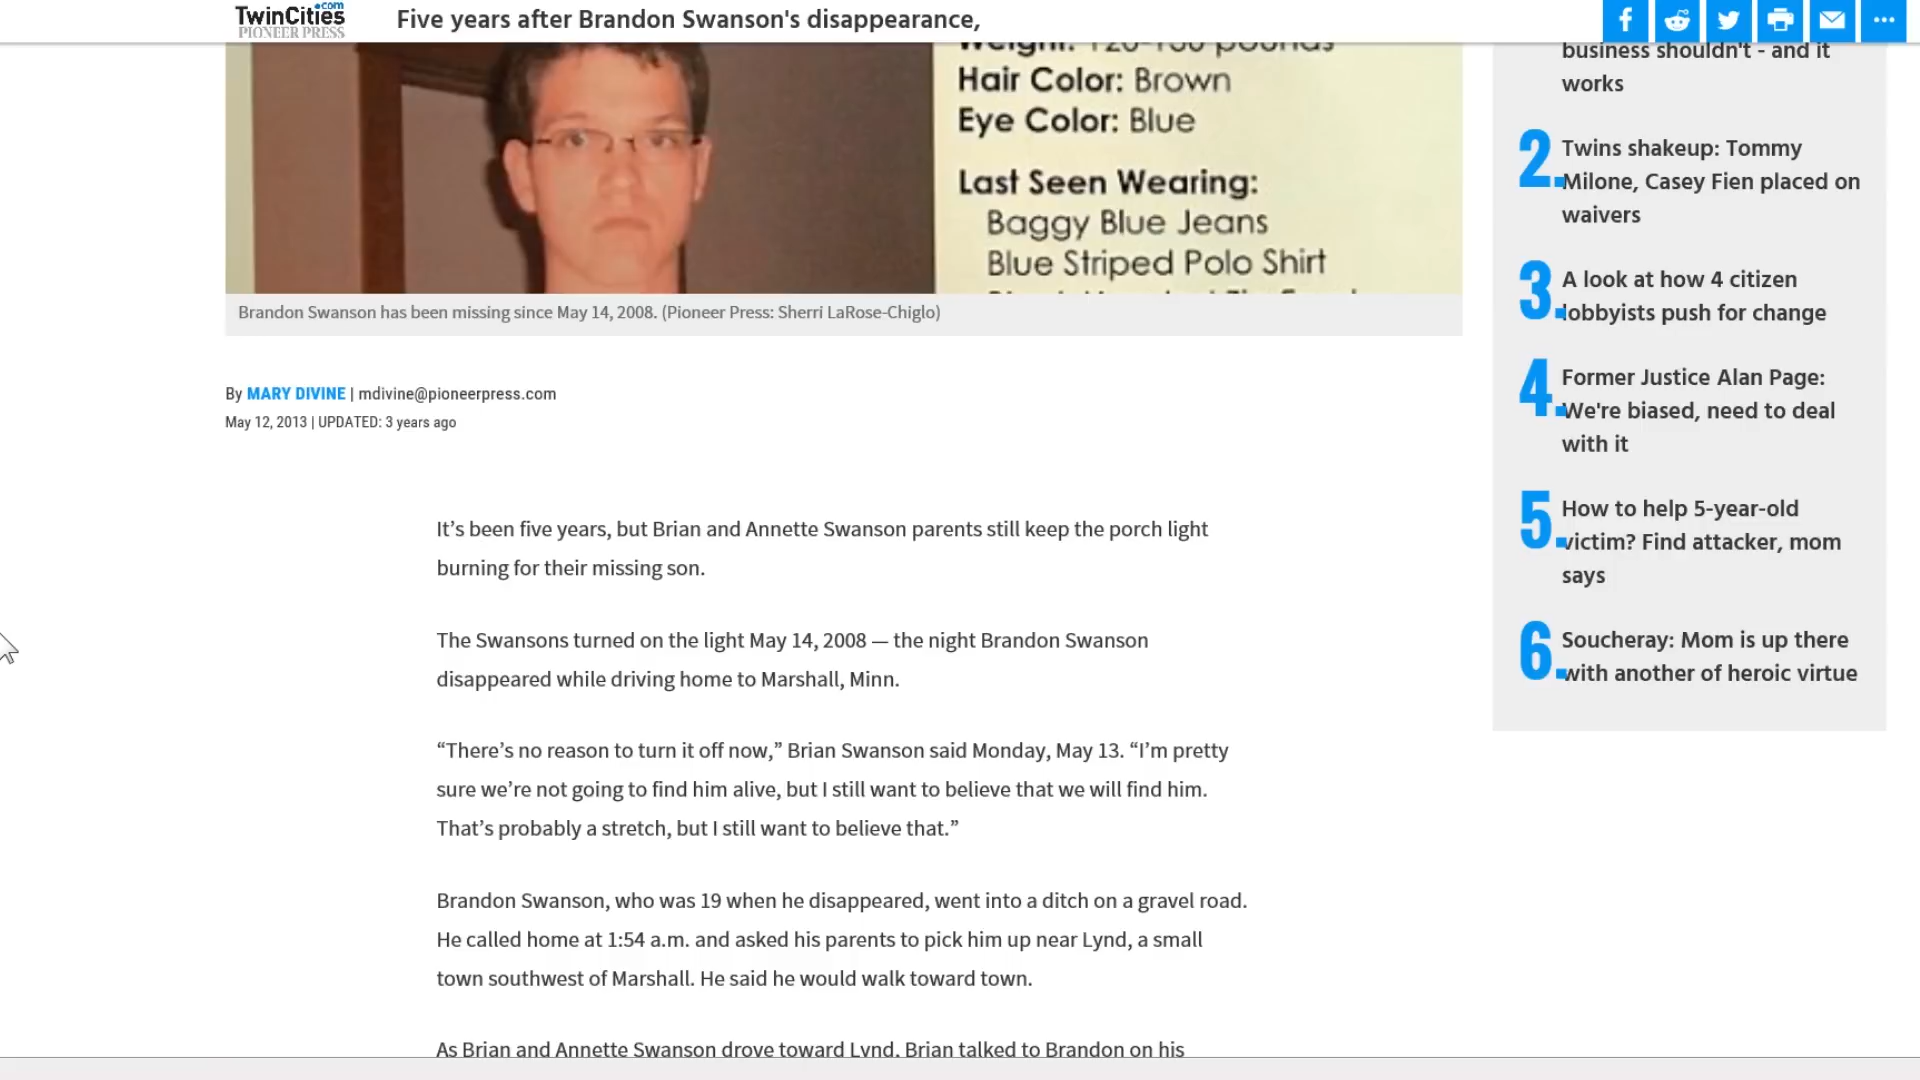 TwinCities.com
PIONEER PRESS
Five years after Brandon Swanson's disappearance,
Weight: 120-130 pounds
Hair Color: Brown
Eye Color: Blue
Last Seen Wearing:
Baggy Blue Jeans
Blue Striped Polo Shirt
Brandon Swanson has been missing since May 14, 2008. (Pioneer Press: Sherri LaRose-Chiglo)
By MARY DIVINE | mdivine@pioneerpress.com
May 12, 2013 | UPDATED: 3 years ago
It’s been five years, but Brian and Annette Swanson parents still keep the porch light
burning for their missing son.
The Swansons turned on the light May 14, 2008 — the night Brandon Swanson
disappeared while driving home to Marshall, Minn.
“There’s no reason to turn it off now,” Brian Swanson said Monday, May 13. “I’m pretty
sure we’re not going to find him alive, but I still want to believe that we will find him.
That’s probably a stretch, but I still want to believe that.”
Brandon Swanson, who was 19 when he disappeared, went into a ditch on a gravel road.
He called home at 1:54 a.m. and asked his parents to pick him up near Lynd, a small
town southwest of Marshall. He said he would walk toward town.
As Brian and Annette Swanson drove toward Lynd, Brian talked to Brandon on his
business shouldn't - and it
works
2. Twins shakeup: Tommy
Milone, Casey Fien placed on
waivers
3. A look at how 4 citizen
lobbyists push for change
4. Former Justice Alan Page:
We're biased, need to deal
with it
5. How to help 5-year-old
victim? Find attacker, mom
says
6. Soucheray: Mom is up there
with another of heroic virtue